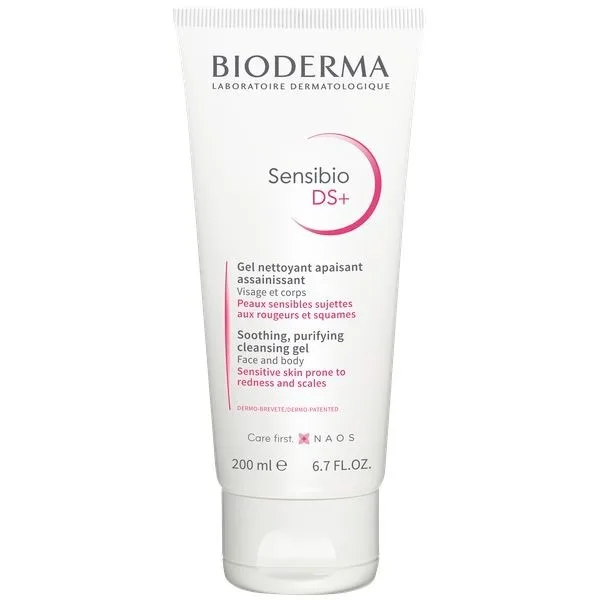 BIODERMA
LABORATOIRE DERMATOLOGIQUE
Sensibio
DS+
Gel nettoyant apaisant
assainissant
Visage et corps
Peaux sensibles sujettes
aux rougeurs et squames
Soothing, purifying
cleansing gel
Face and body
Sensitive skin prone to
redness and scales
DERMO-BREVETÉ/DERMO-PATENTED
Care first. NAOS
200 ml ℮ 6.7 FL.OZ.